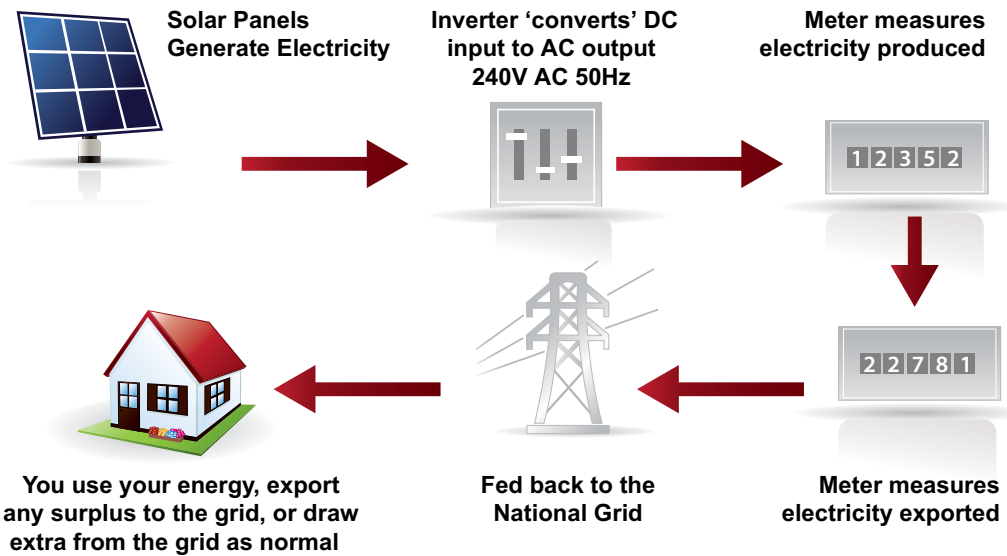 Solar Panels
Generate Electricity
Inverter ‘converts’ DC
input to AC output
240V AC 50Hz
Meter measures
electricity produced
12352
22781
You use your energy, export
any surplus to the grid, or draw
extra from the grid as normal
Fed back to the
National Grid
Meter measures
electricity exported